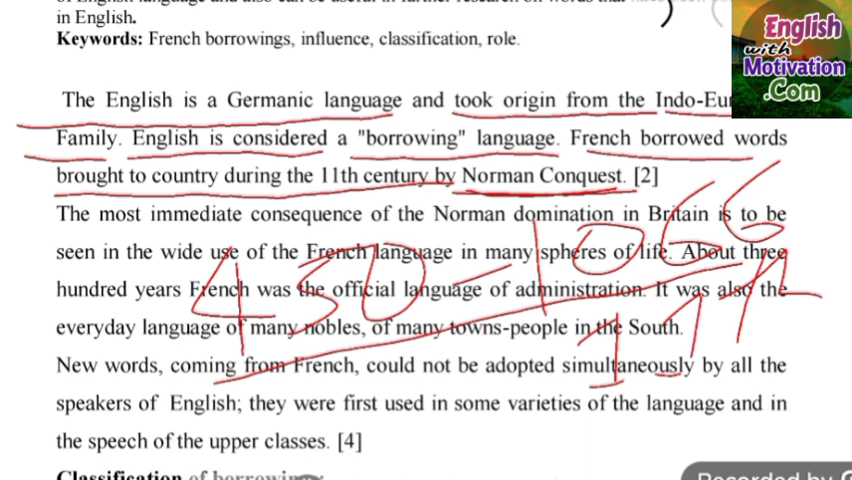 in English.
Keywords: French borrowings, influence, classification, role.
English
with
Motivation
.Com
The English is a Germanic language and took origin from the
Family. English is considered a "borrowing" language. French borrowed words
brought to country during the 11th century by Norman Conquest. [2]
The most immediate consequence of the Norman domination in Britain is to be
seen in the wide use of the French language in many spheres of life. About three
hundred years French was the official language of administration. It was also the
everyday language of many nobles, of many towns-people in the South.
450-1066
New words, coming from French, could not be adopted simultaneously by all the
speakers of English; they were first used in some varieties of the language and in
the speech of the upper classes. [4]
Classification of
Recorded by